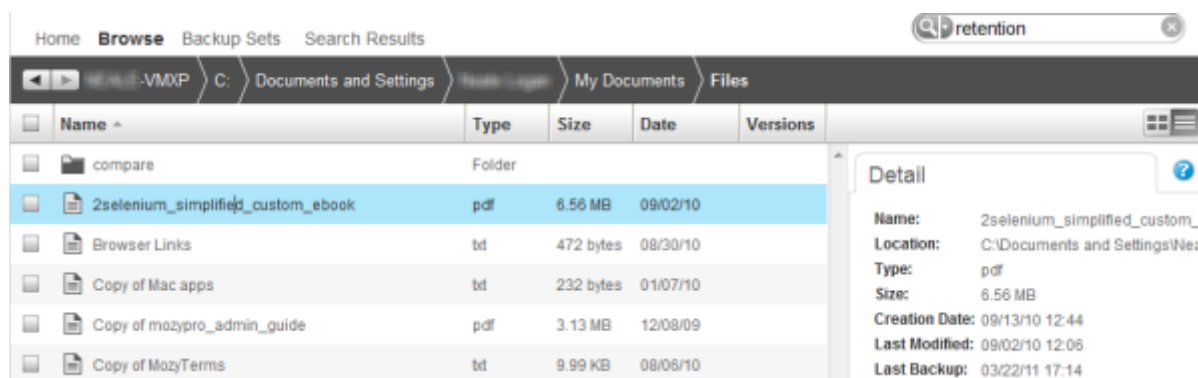 Home Browse Backup Sets Search Results retention
-VMXP C: Documents and Settings My Documents Files
Name Type Size Date Versions
compare Folder
2selenium_simplified_custom_ebook pdf 6.56 MB 09/02/10
Browser Links txt 472 bytes 08/30/10
Copy of Mac apps txt 232 bytes 01/07/10
Copy of mozypro_admin_guide pdf 3.13 MB 12/08/09
Copy of MozyTerms txt 9.99 KB 08/06/10
Detail ?
Name: 2selenium_simplified_custom_
Location: C:\Documents and Settings\Nea
Type: pdf
Size: 6.56 MB
Creation Date: 09/13/10 12:44
Last Modified: 09/02/10 12:06
Last Backup: 03/22/11 17:14